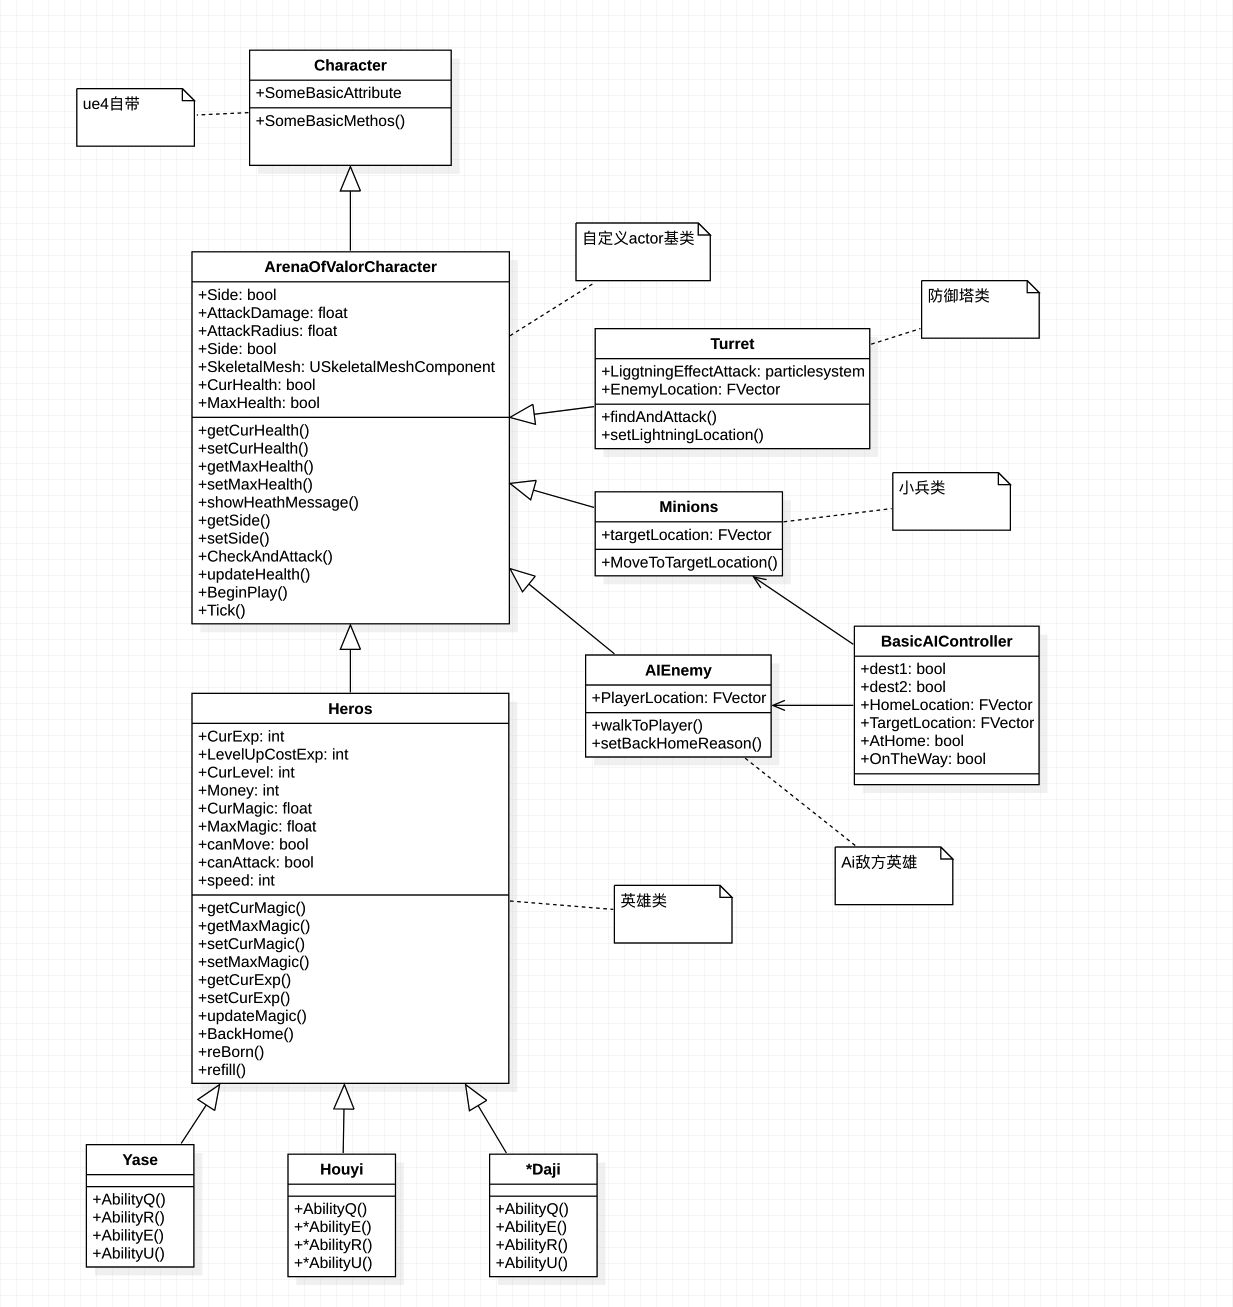 Character
+SomeBasicAttribute
+SomeBasicMethos()
ue4自带
ArenaOfValorCharacter
+Side: bool
+AttackDamage: float
+AttackRadius: float
+Side: bool
+SkeletalMesh: USkeletalMeshComponent
+CurHealth: bool
+MaxHealth: bool
+getCurHealth()
+setCurHealth()
+getMaxHealth()
+setMaxHealth()
+showHeathMessage()
+getSide()
+setSide()
+CheckAndAttack()
+updateHealth()
+BeginPlay()
+Tick()
自定义actor基类
防御塔类
Turret
+LiggtningEffectAttack: particlesystem
+EnemyLocation: FVector
+findAndAttack()
+setLightningLocation()
小兵类
Minions
+targetLocation: FVector
+MoveToTargetLocation()
BasicAIController
+dest1: bool
+dest2: bool
+HomeLocation: FVector
+TargetLocation: FVector
+AtHome: bool
+OnTheWay: bool
AIEnemy
+PlayerLocation: FVector
+walkToPlayer()
+setBackHomeReason()
Ai敌方英雄
Heros
+CurExp: int
+LevelUpCostExp: int
+CurLevel: int
+Money: int
+CurMagic: float
+MaxMagic: float
+canMove: bool
+canAttack: bool
+speed: int
+getCurMagic()
+getMaxMagic()
+setCurMagic()
+setMaxMagic()
+getCurExp()
+setCurExp()
+updateMagic()
+BackHome()
+reBorn()
+refill()
英雄类
Yase
+AbilityQ()
+AbilityR()
+AbilityE()
+AbilityU()
Houyi
+AbilityQ()
+*AbilityE()
+*AbilityR()
+*AbilityU()
*Daji
+AbilityQ()
+AbilityE()
+AbilityR()
+AbilityU()